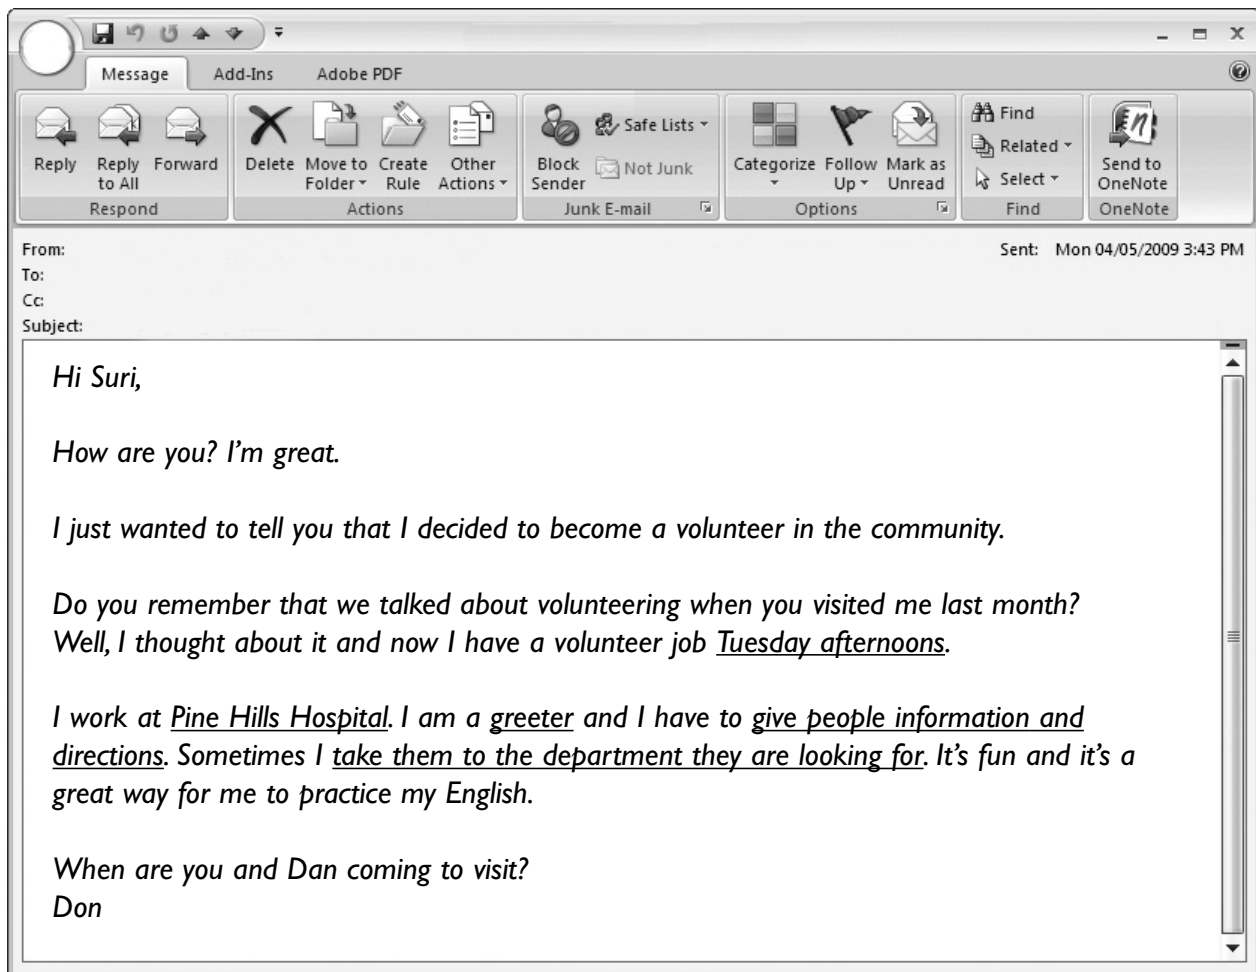 Message Add-Ins Adobe PDF
Reply Reply to All Forward Delete Move to Folder Create Rule Other Actions Block Sender Safe Lists Not Junk Categorize Follow Up Mark as Unread Find Related Select Send to OneNote
Respond Actions Junk E-mail Options Find OneNote
From: Sent: Mon 04/05/2009 3:43 PM
To:
Cc:
Subject:
Hi Suri,
How are you? I'm great.
I just wanted to tell you that I decided to become a volunteer in the community.
Do you remember that we talked about volunteering when you visited me last month?
Well, I thought about it and now I have a volunteer job Tuesday afternoons.
I work at Pine Hills Hospital. I am a greeter and I have to give people information and
directions. Sometimes I take them to the department they are looking for. It's fun and it's a
great way for me to practice my English.
When are you and Dan coming to visit?
Don